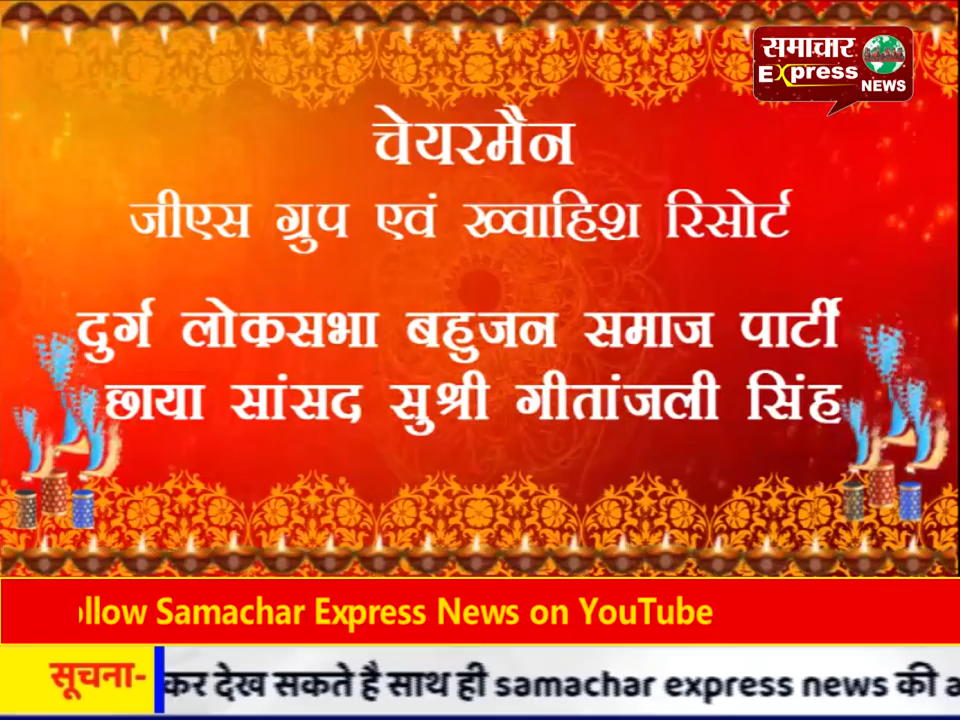 समाचार
Express
NEWS
चेयरमैन
जीएस ग्रुप एवं ख्वाहिश रिसोर्ट
दुर्ग लोकसभा बहुजन समाज पार्टी
छाया सांसद सुश्री गीतांजली सिंह
ollow Samachar Express News on YouTube
सूचना- कर देख सकते है साथ ही samachar express news की a